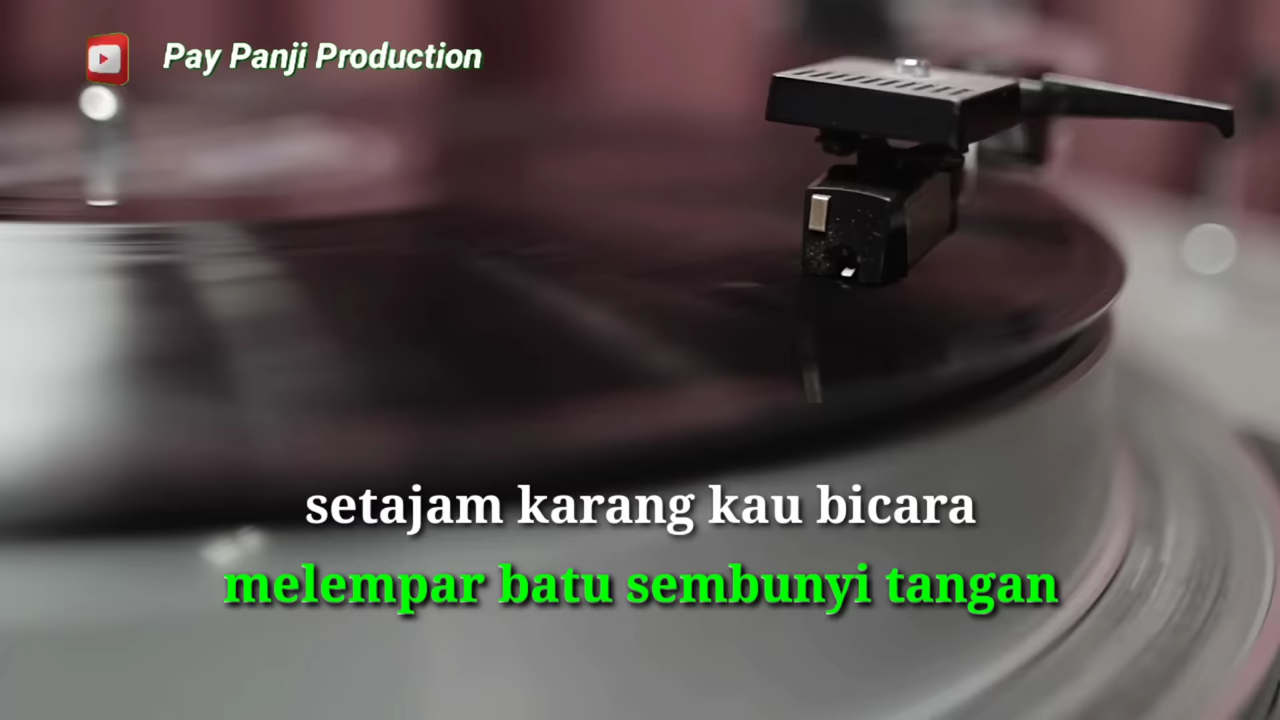 Pay Panji Production
setajam karang kau bicara
melempar batu sembunyi tangan